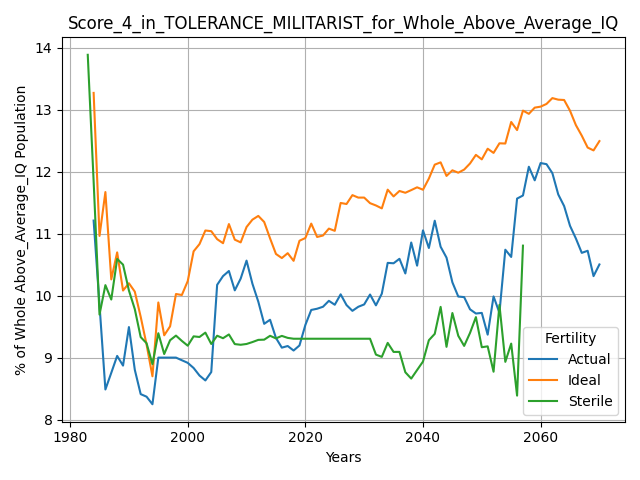 Score_4_in_TOLERANCE_MILITARIST_for_Whole_Above_Average_IQ
% of Whole Above_Average_IQ Population
14
13
12
11
10
9
8
1980
2000
2020
2040
2060
Years
Fertility
Actual
Ideal
Sterile